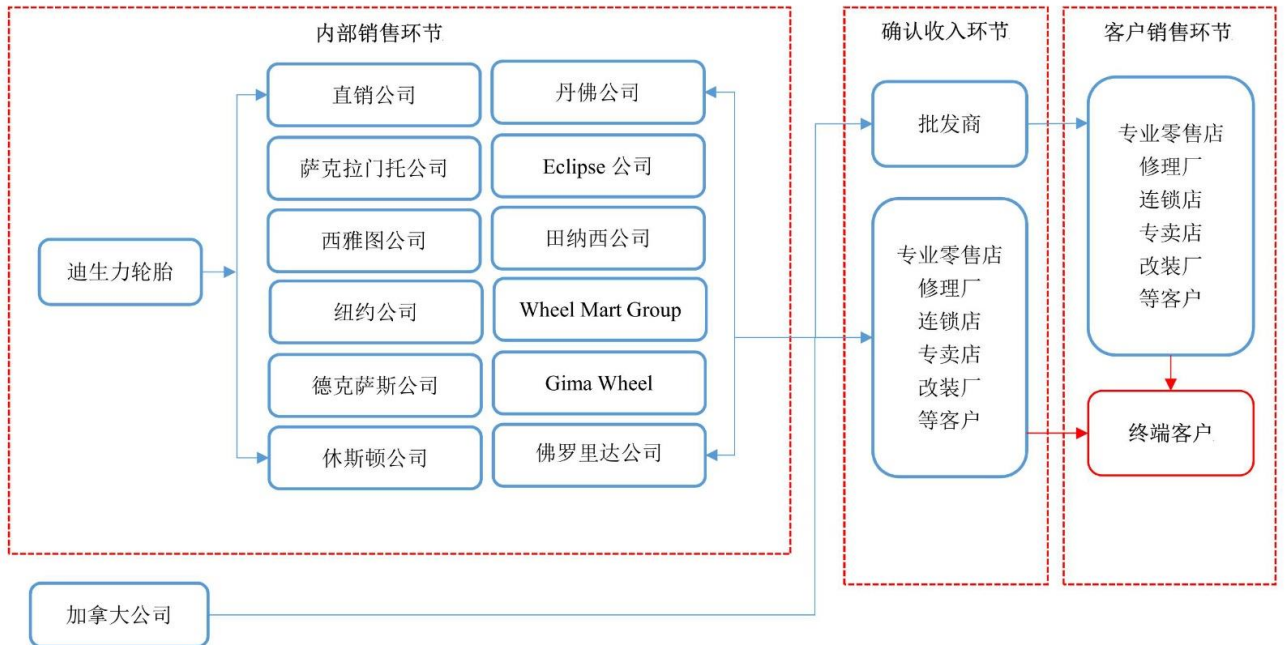 内部销售环节
直销公司
丹佛公司
萨克拉门托公司
Eclipse 公司
西雅图公司
田纳西公司
迪生力轮胎
纽约公司
Wheel Mart Group
德克萨斯公司
Gima Wheel
休斯顿公司
佛罗里达公司
加拿大公司
确认收入环节
批发商
专业零售店
修理厂
连锁店
专卖店
改装厂
等客户
客户销售环节
专业零售店
修理厂
连锁店
专卖店
改装厂
等客户
终端客户